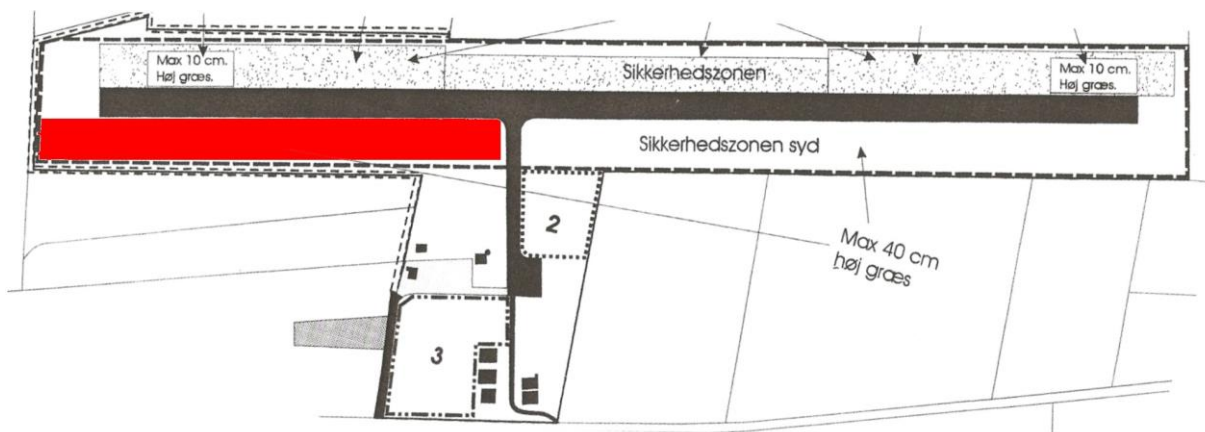 Max 10 cm.
Høj græs.
Sikkerhedszonen
Max 10 cm.
Høj græs.
Sikkerhedszonen syd
2
Max 40 cm
høj græs
3